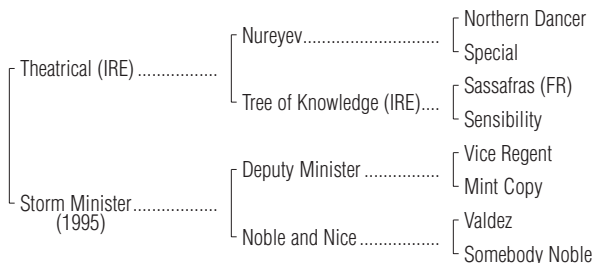 Northern Dancer
Nureyev................................
Special
Theatrical (IRE) ..................
Sassafras (FR)
Tree of Knowledge (IRE)....
Sensibility
Vice Regent
Deputy Minister .................
Mint Copy
Storm Minister...................
(1995)
Valdez
Noble and Nice ..................
Somebody Noble